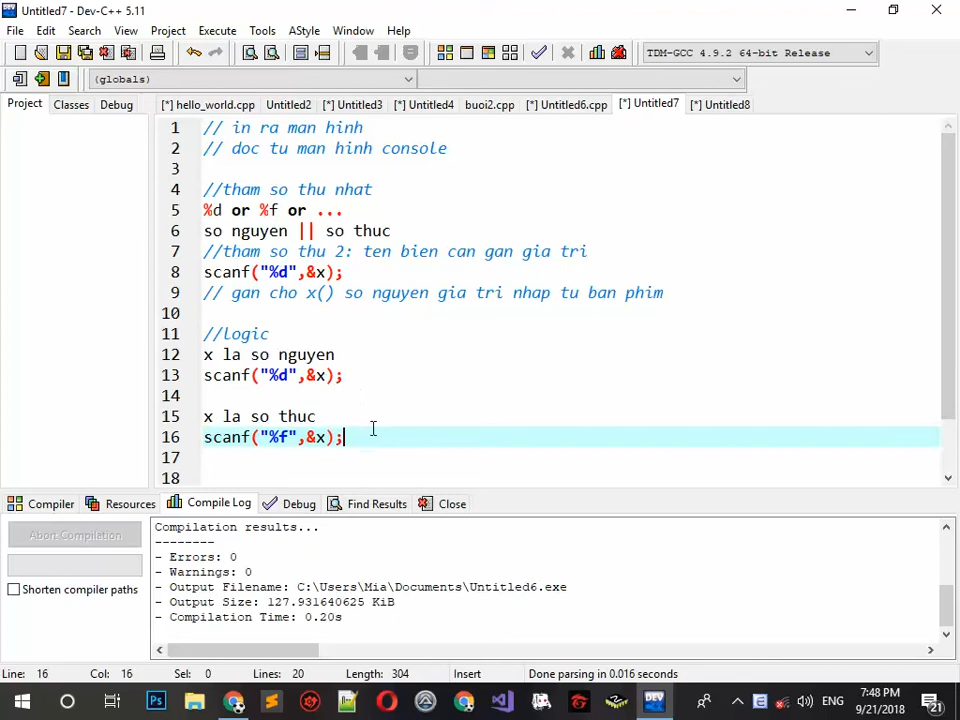 Untitled7 - Dev-C++ 5.11
File Edit Search View Project Execute Tools AStyle Window Help
TDM-GCC 4.9.2 64-bit Release
(globals)
Project Classes Debug [*] hello_world.cpp Untitled2 [*] Untitled3 [*] Untitled4 buoi2.cpp [*] Untitled6.cpp [*] Untitled7 [*] Untitled8
1 // in ra man hinh
2 // doc tu man hinh console
3
4 //tham so thu nhat
5 %d or %f or ...
6 so nguyen || so thuc
7 //tham so thu 2: ten bien can gan gia tri
8 scanf("%d",&x);
9 // gan cho x() so nguyen gia tri nhap tu ban phim
10
11 //logic
12 x la so nguyen
13 scanf("%d",&x);
14
15 x la so thuc
16 scanf("%f",&x);
17
18
Compiler Resources Compile Log Debug Find Results Close
Abort Compilation
Shorten compiler paths
Compilation results...
--------
- Errors: 0
- Warnings: 0
- Output Filename: C:\Users\Mia\Documents\Untitled6.exe
- Output Size: 127.931640625 KiB
- Compilation Time: 0.20s
Line: 16 Col: 16 Sel: 0 Lines: 20 Length: 304 Insert Done parsing in 0.016 seconds
ENG
7:48 PM
9/21/2018
21